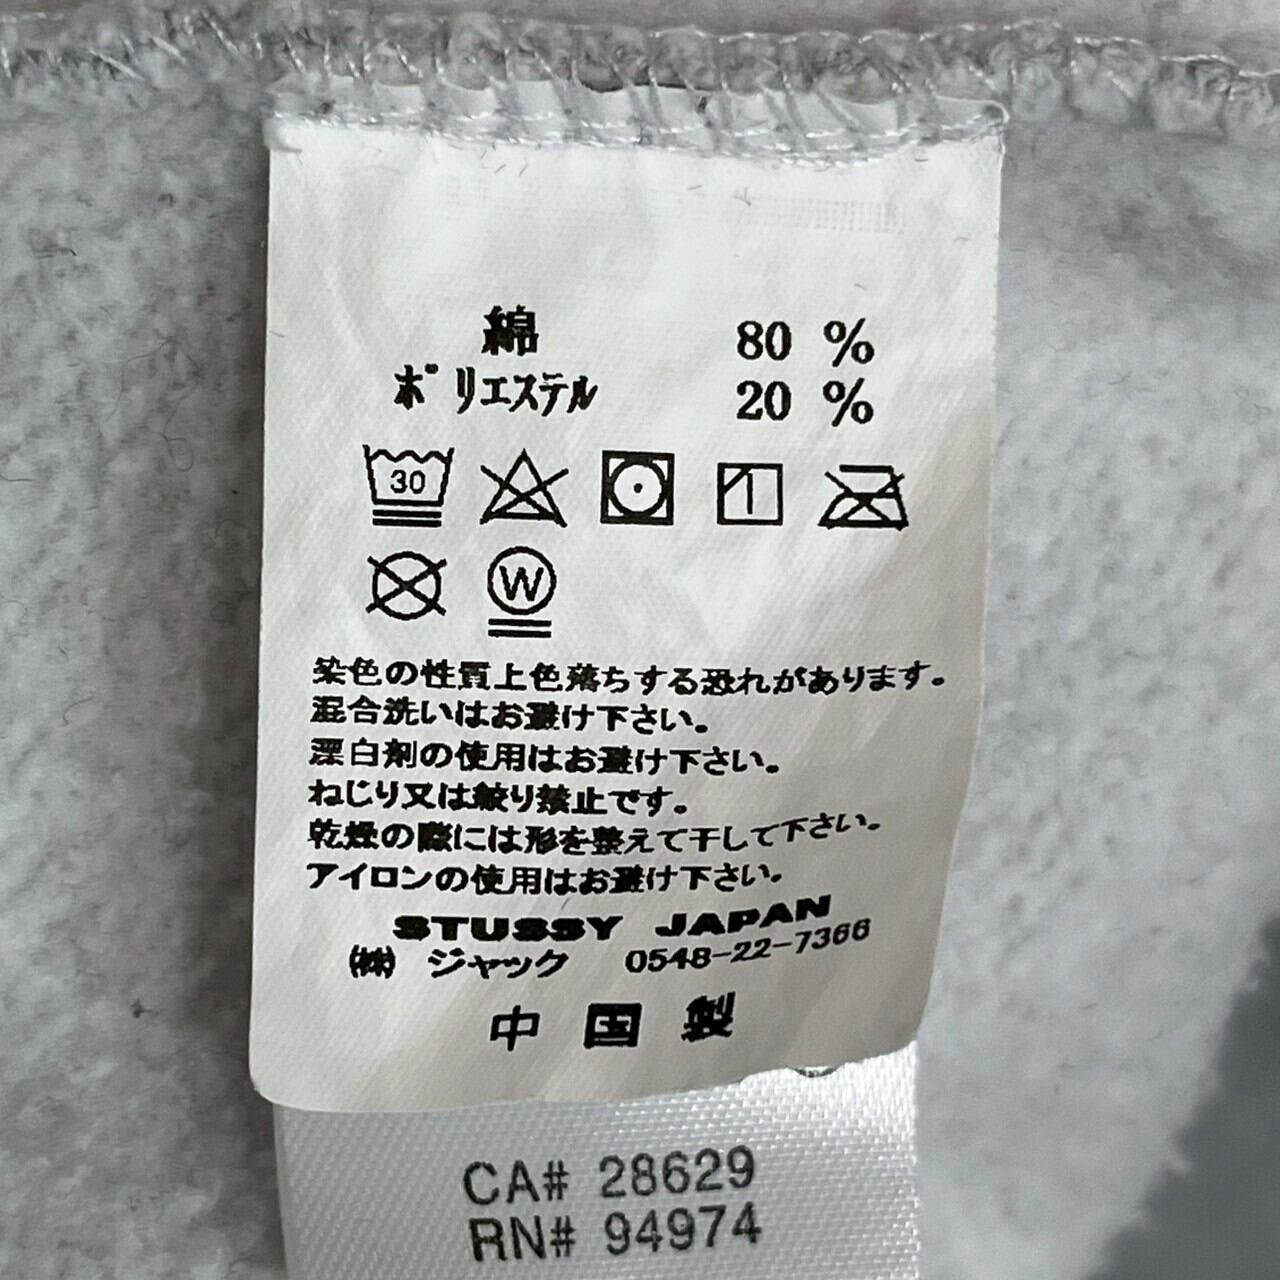 綿 80 %
ポリエステル 20 %
30
W
染色の性質上色落ちする恐れがあります。
混合洗いはお避け下さい。
漂白剤の使用はお避け下さい。
ねじり又は絞り禁止です。
乾燥の際には形を整えて干して下さい。
アイロンの使用はお避け下さい。
STUSSY JAPAN
㈱ ジャック 0548-22-7366
中国製
CA# 28629
RN# 94974